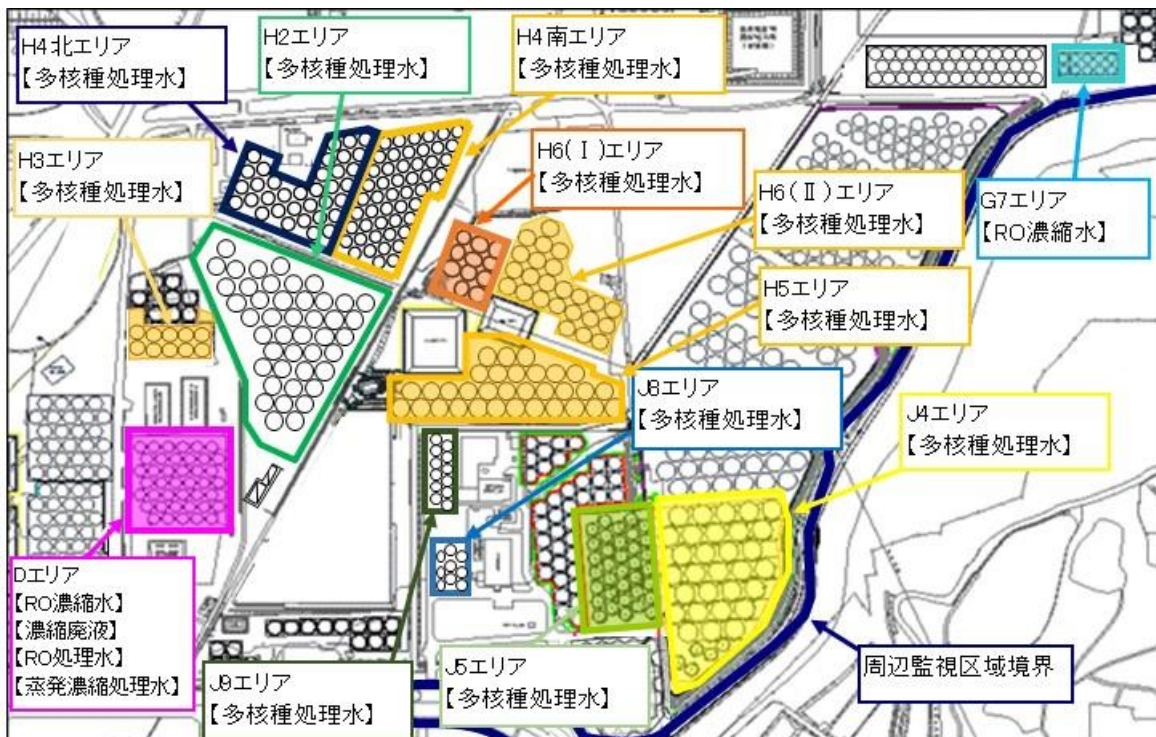 H4北エリア
【多核種処理水】
H2エリア
【多核種処理水】
H4南エリア
【多核種処理水】
H3エリア
【多核種処理水】
H6(Ⅰ)エリア
【多核種処理水】
H6(Ⅱ)エリア
【多核種処理水】
G7エリア
【RO濃縮水】
H5エリア
【多核種処理水】
J8エリア
【多核種処理水】
J4エリア
【多核種処理水】
Dエリア
【RO濃縮水】
【濃縮廃液】
【RO処理水】
【蒸発濃縮処理水】
J9エリア
【多核種処理水】
J5エリア
【多核種処理水】
周辺監視区域境界